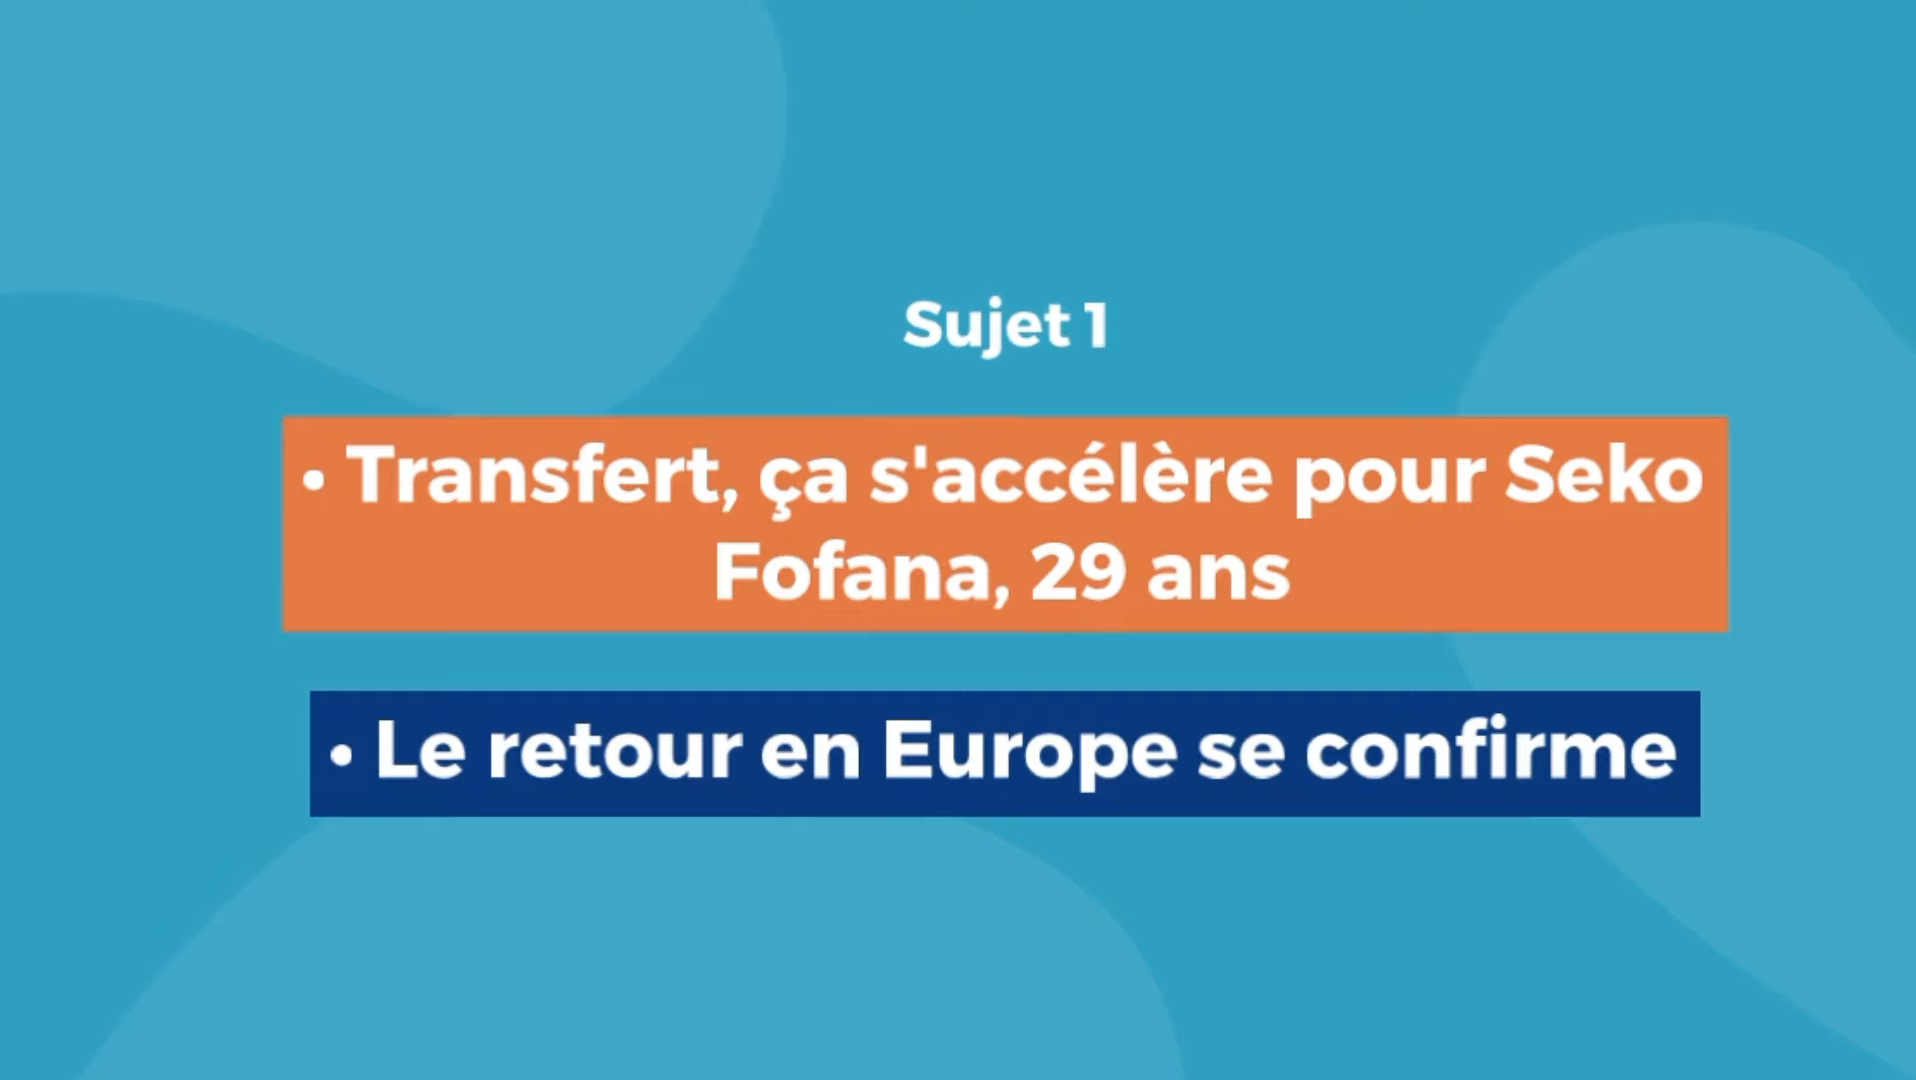 Sujet 1
• Transfert, ça s'accélère pour Seko
Fofana, 29 ans
• Le retour en Europe se confirme